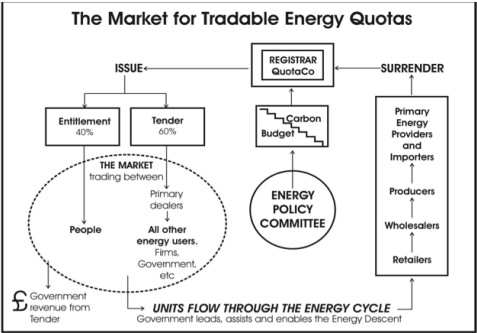 The Market for Tradable Energy Quotas
ISSUE
REGISTRAR
QuotaCo
SURRENDER
Entitlement
40%
Tender
60%
Carbon
Budget
Primary
Energy
Providers
and
Importers
THE MARKET
trading between
Primary
dealers
ENERGY
POLICY
COMMITTEE
Producers
People
All other
energy users.
Firms,
Government,
etc
Wholesalers
Retailers
£ Government
revenue from
Tender
UNITS FLOW THROUGH THE ENERGY CYCLE
Government leads, assists and enables the Energy Descent